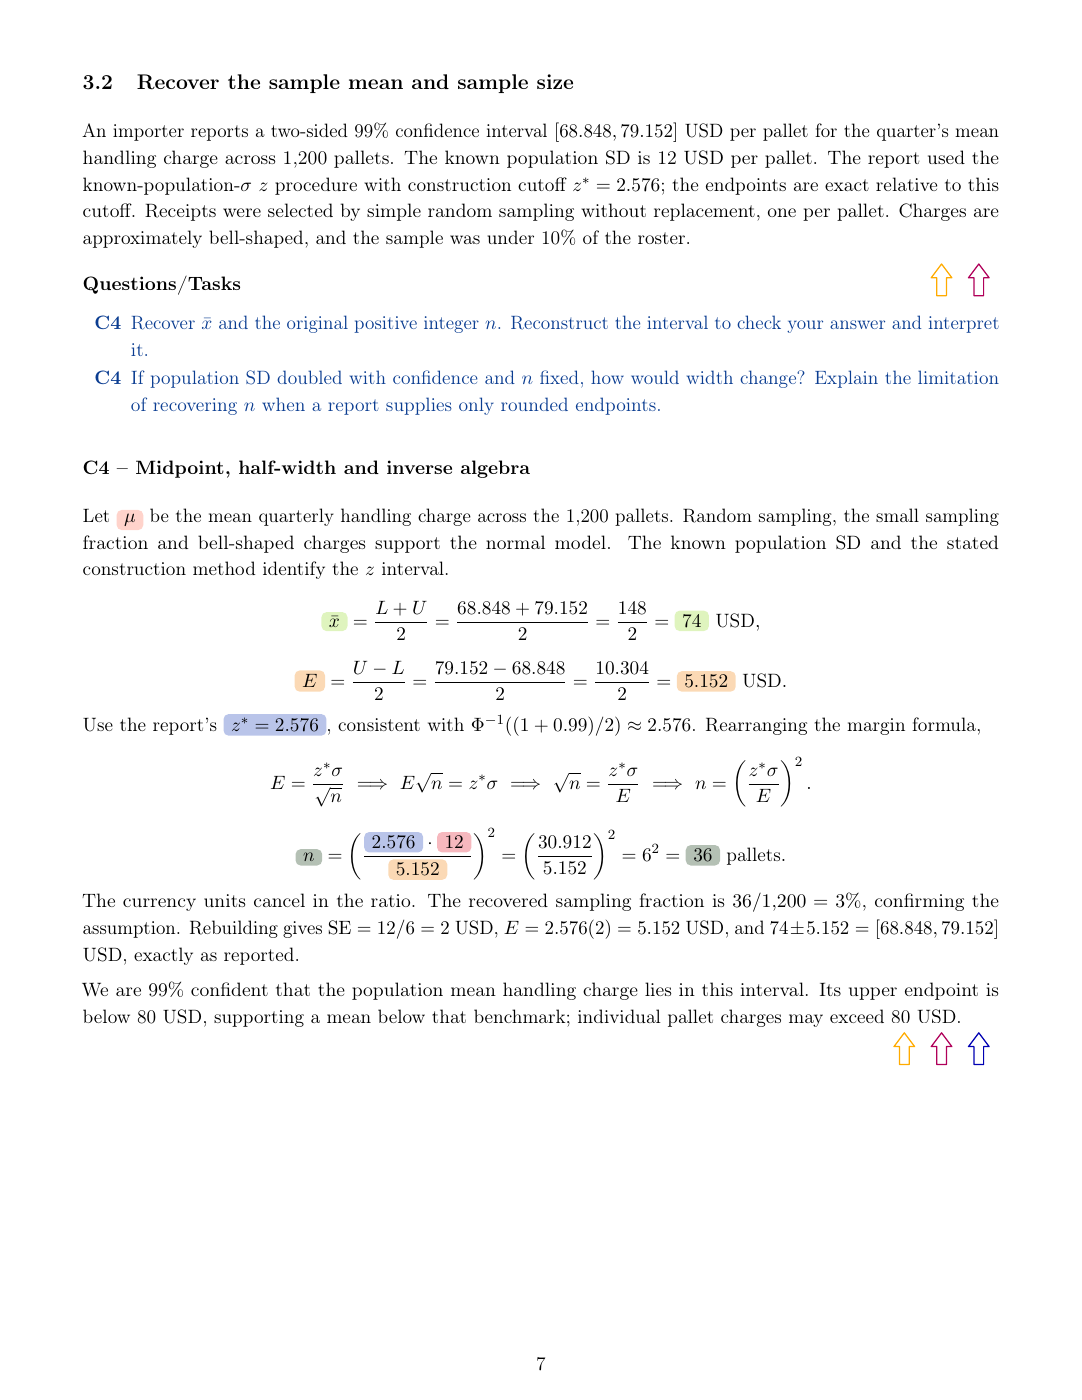 3.2 Recover the sample mean and sample size
An importer reports a two-sided 99% confidence interval [68.848, 79.152] USD per pallet for the quarter's mean
handling charge across 1,200 pallets. The known population SD is 12 USD per pallet. The report used the
known-population-σ z procedure with construction cutoff z* = 2.576; the endpoints are exact relative to this
cutoff. Receipts were selected by simple random sampling without replacement, one per pallet. Charges are
approximately bell-shaped, and the sample was under 10% of the roster.
Questions/Tasks
C4 Recover x̄ and the original positive integer n. Reconstruct the interval to check your answer and interpret
it.
C4 If population SD doubled with confidence and n fixed, how would width change? Explain the limitation
of recovering n when a report supplies only rounded endpoints.
C4 – Midpoint, half-width and inverse algebra
Let μ be the mean quarterly handling charge across the 1,200 pallets. Random sampling, the small sampling
fraction and bell-shaped charges support the normal model. The known population SD and the stated
construction method identify the z interval.
x̄ = (L + U)/2 = (68.848 + 79.152)/2 = 148/2 = 74 USD,
E = (U − L)/2 = (79.152 − 68.848)/2 = 10.304/2 = 5.152 USD.
Use the report's z* = 2.576 , consistent with Φ⁻¹((1 + 0.99)/2) ≈ 2.576. Rearranging the margin formula,
E = z*σ/√n ⟹ E√n = z*σ ⟹ √n = z*σ/E ⟹ n = (z*σ/E)².
n = ((2.576 · 12)/5.152)² = (30.912/5.152)² = 6² = 36 pallets.
The currency units cancel in the ratio. The recovered sampling fraction is 36/1,200 = 3%, confirming the
assumption. Rebuilding gives SE = 12/6 = 2 USD, E = 2.576(2) = 5.152 USD, and 74±5.152 = [68.848, 79.152]
USD, exactly as reported.
We are 99% confident that the population mean handling charge lies in this interval. Its upper endpoint is
below 80 USD, supporting a mean below that benchmark; individual pallet charges may exceed 80 USD.
7